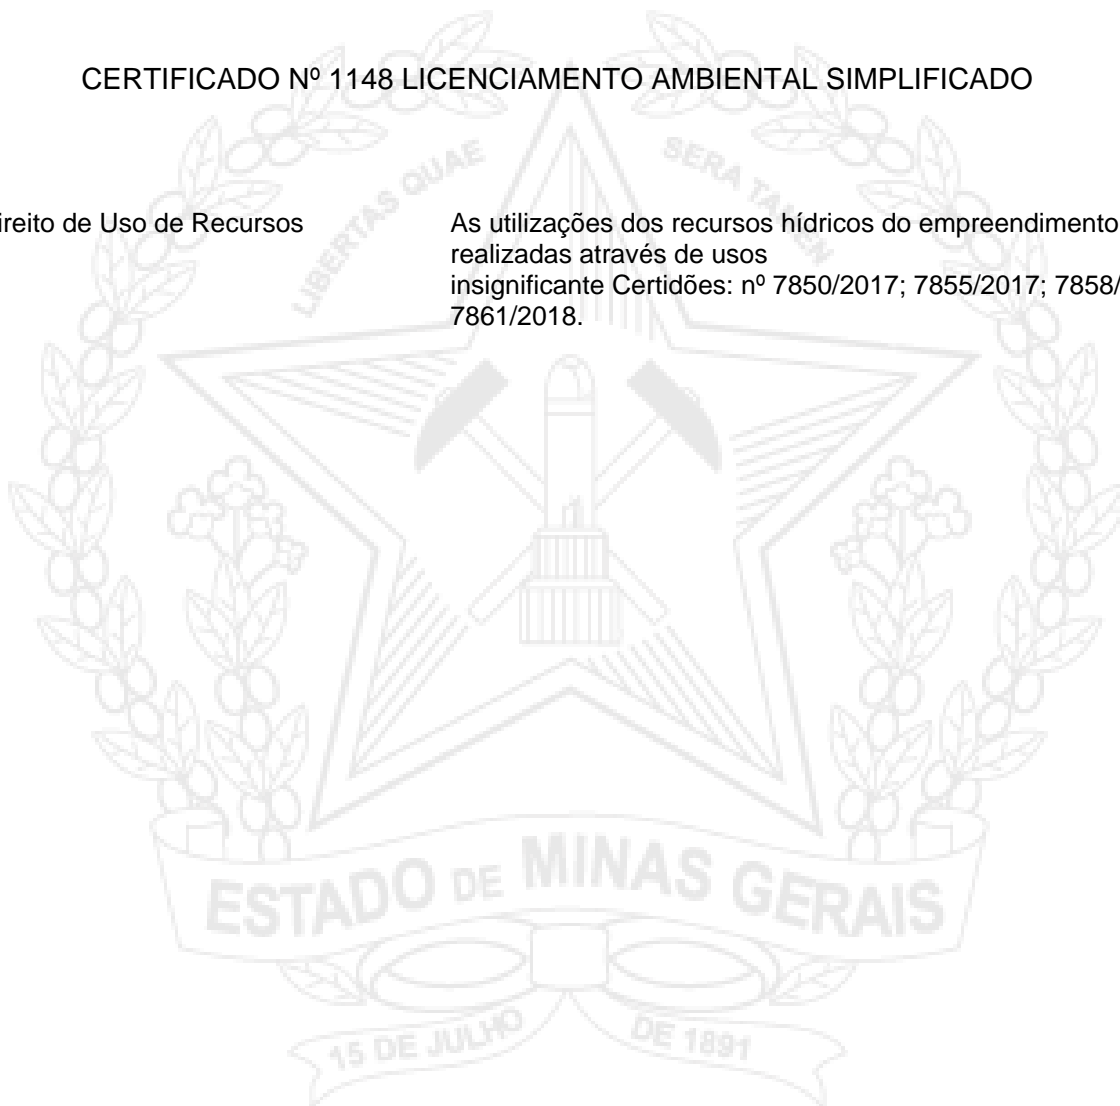 CERTIFICADO Nº 1148 LICENCIAMENTO AMBIENTAL SIMPLIFICADO
LIBERTAS QUAE SERA TAMEN
de Uso de Recursos
As utilizações dos recursos hídricos do empreendimento
realizadas através de usos
insignificante Certidões: nº 7850/2017; 7855/2017; 7858/
7861/2018.
ESTADO DE MINAS GERAIS
15 DE JULHO DE 1891